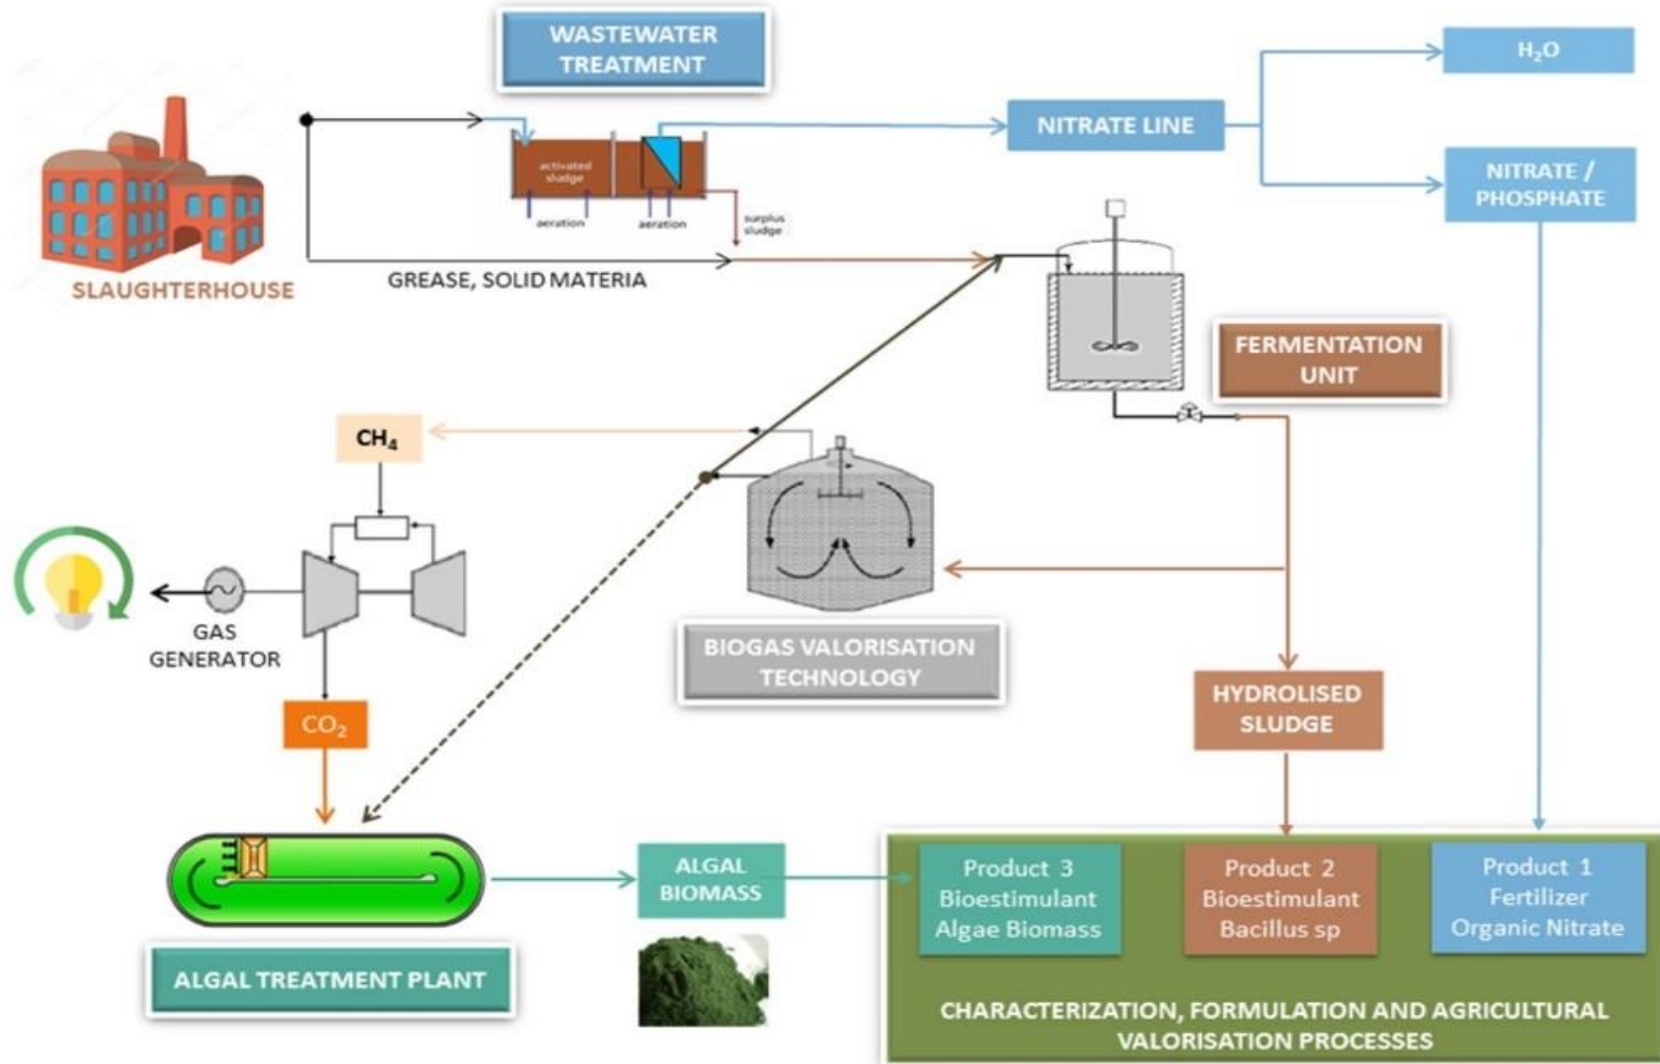 WASTEWATER
TREATMENT
H₂O
NITRATE LINE
NITRATE /
PHOSPHATE
activated
sludge
aeration
aeration
surplus
sludge
SLAUGHTERHOUSE
GREASE, SOLID MATERIA
FERMENTATION
UNIT
CH₄
GAS
GENERATOR
BIOGAS VALORISATION
TECHNOLOGY
HYDROLISED
SLUDGE
CO₂
ALGAL
BIOMASS
Product 3
Bioestimulant
Algae Biomass
Product 2
Bioestimulant
Bacillus sp
Product 1
Fertilizer
Organic Nitrate
ALGAL TREATMENT PLANT
CHARACTERIZATION, FORMULATION AND AGRICULTURAL
VALORISATION PROCESSES